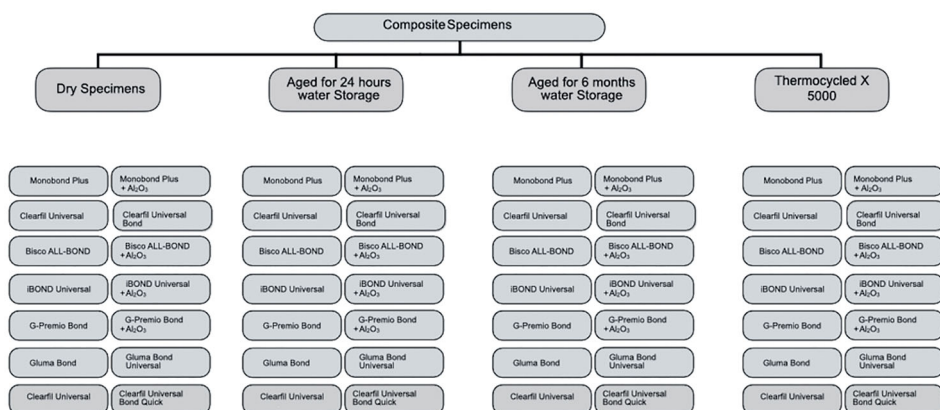 Composite Specimens
Dry Specimens
Aged for 24 hours
water Storage
Aged for 6 months
water Storage
Thermocycled X
5000
Monobond Plus
Monobond Plus
+ Al₂O₃
Clearfil Universal
Clearfil Universal
Bond
Bisco ALL-BOND
Bisco ALL-BOND
+Al₂O₃
iBOND Universal
iBOND Universal
+Al₂O₃
G-Premio Bond
G-Premio Bond
+Al₂O₃
Gluma Bond
Gluma Bond
Universal
Clearfil Universal
Clearfil Universal
Bond Quick
Monobond Plus
Monobond Plus
+ Al₂O₃
Clearfil Universal
Clearfil Universal
Bond
Bisco ALL-BOND
Bisco ALL-BOND
+Al₂O₃
iBOND Universal
iBOND Universal
+Al₂O₃
G-Premio Bond
G-Premio Bond
+Al₂O₃
Gluma Bond
Gluma Bond
Universal
Clearfil Universal
Clearfil Universal
Bond Quick
Monobond Plus
Monobond Plus
+ Al₂O₃
Clearfil Universal
Clearfil Universal
Bond
Bisco ALL-BOND
Bisco ALL-BOND
+Al₂O₃
iBOND Universal
iBOND Universal
+Al₂O₃
G-Premio Bond
G-Premio Bond
+Al₂O₃
Gluma Bond
Gluma Bond
Universal
Clearfil Universal
Clearfil Universal
Bond Quick
Monobond Plus
Monobond Plus
+ Al₂O₃
Clearfil Universal
Clearfil Universal
Bond
Bisco ALL-BOND
Bisco ALL-BOND
+Al₂O₃
iBOND Universal
iBOND Universal
+Al₂O₃
G-Premio Bond
G-Premio Bond
+Al₂O₃
Gluma Bond
Gluma Bond
Universal
Clearfil Universal
Clearfil Universal
Bond Quick